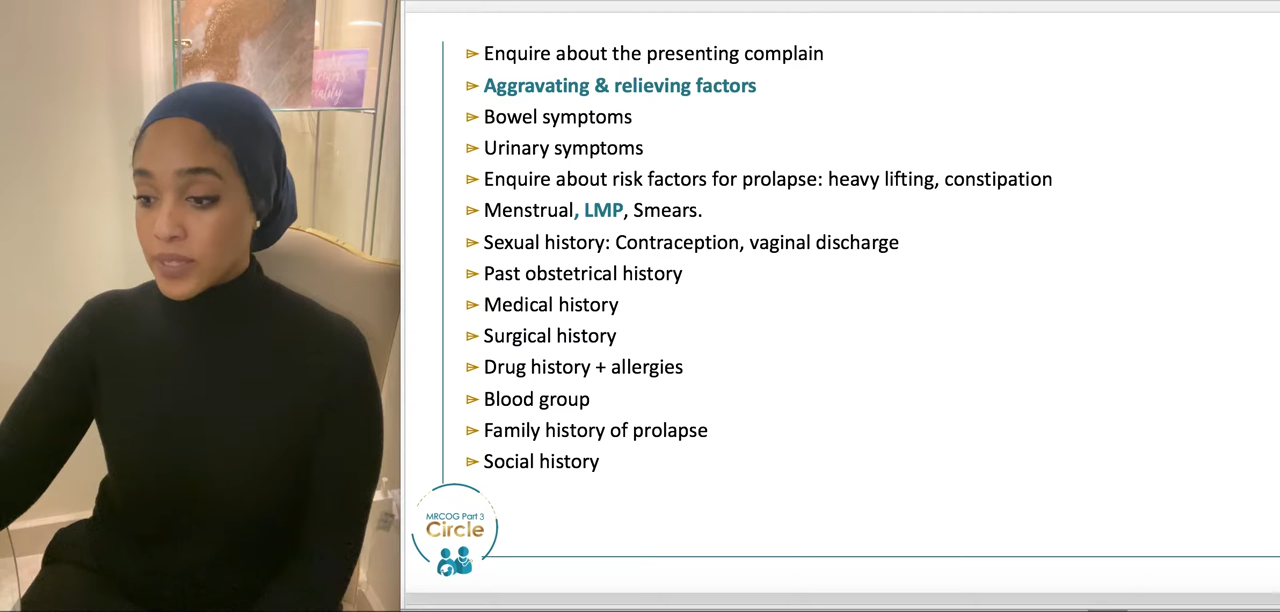 Enquire about the presenting complain
Aggravating & relieving factors
Bowel symptoms
Urinary symptoms
Enquire about risk factors for prolapse: heavy lifting, constipation
Menstrual, LMP, Smears.
Sexual history: Contraception, vaginal discharge
Past obstetrical history
Medical history
Surgical history
Drug history + allergies
Blood group
Family history of prolapse
Social history
MRCOG Part 3
Circle